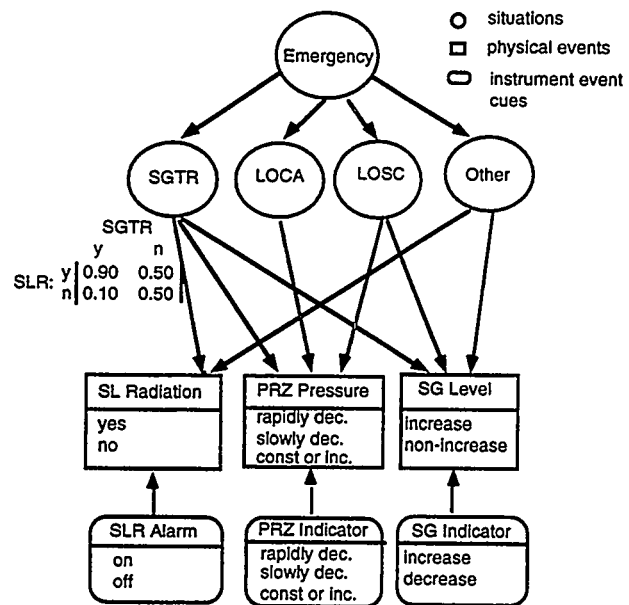 situations
physical events
instrument event
cues
Emergency
SGTR
LOCA
LOSC
Other
SGTR
y n
SLR: y 0.90 0.50
n 0.10 0.50
SL Radiation
yes
no
PRZ Pressure
rapidly dec.
slowly dec.
const or inc.
SG Level
increase
non-increase
SLR Alarm
on
off
PRZ Indicator
rapidly dec.
slowly dec.
const or inc.
SG Indicator
increase
decrease